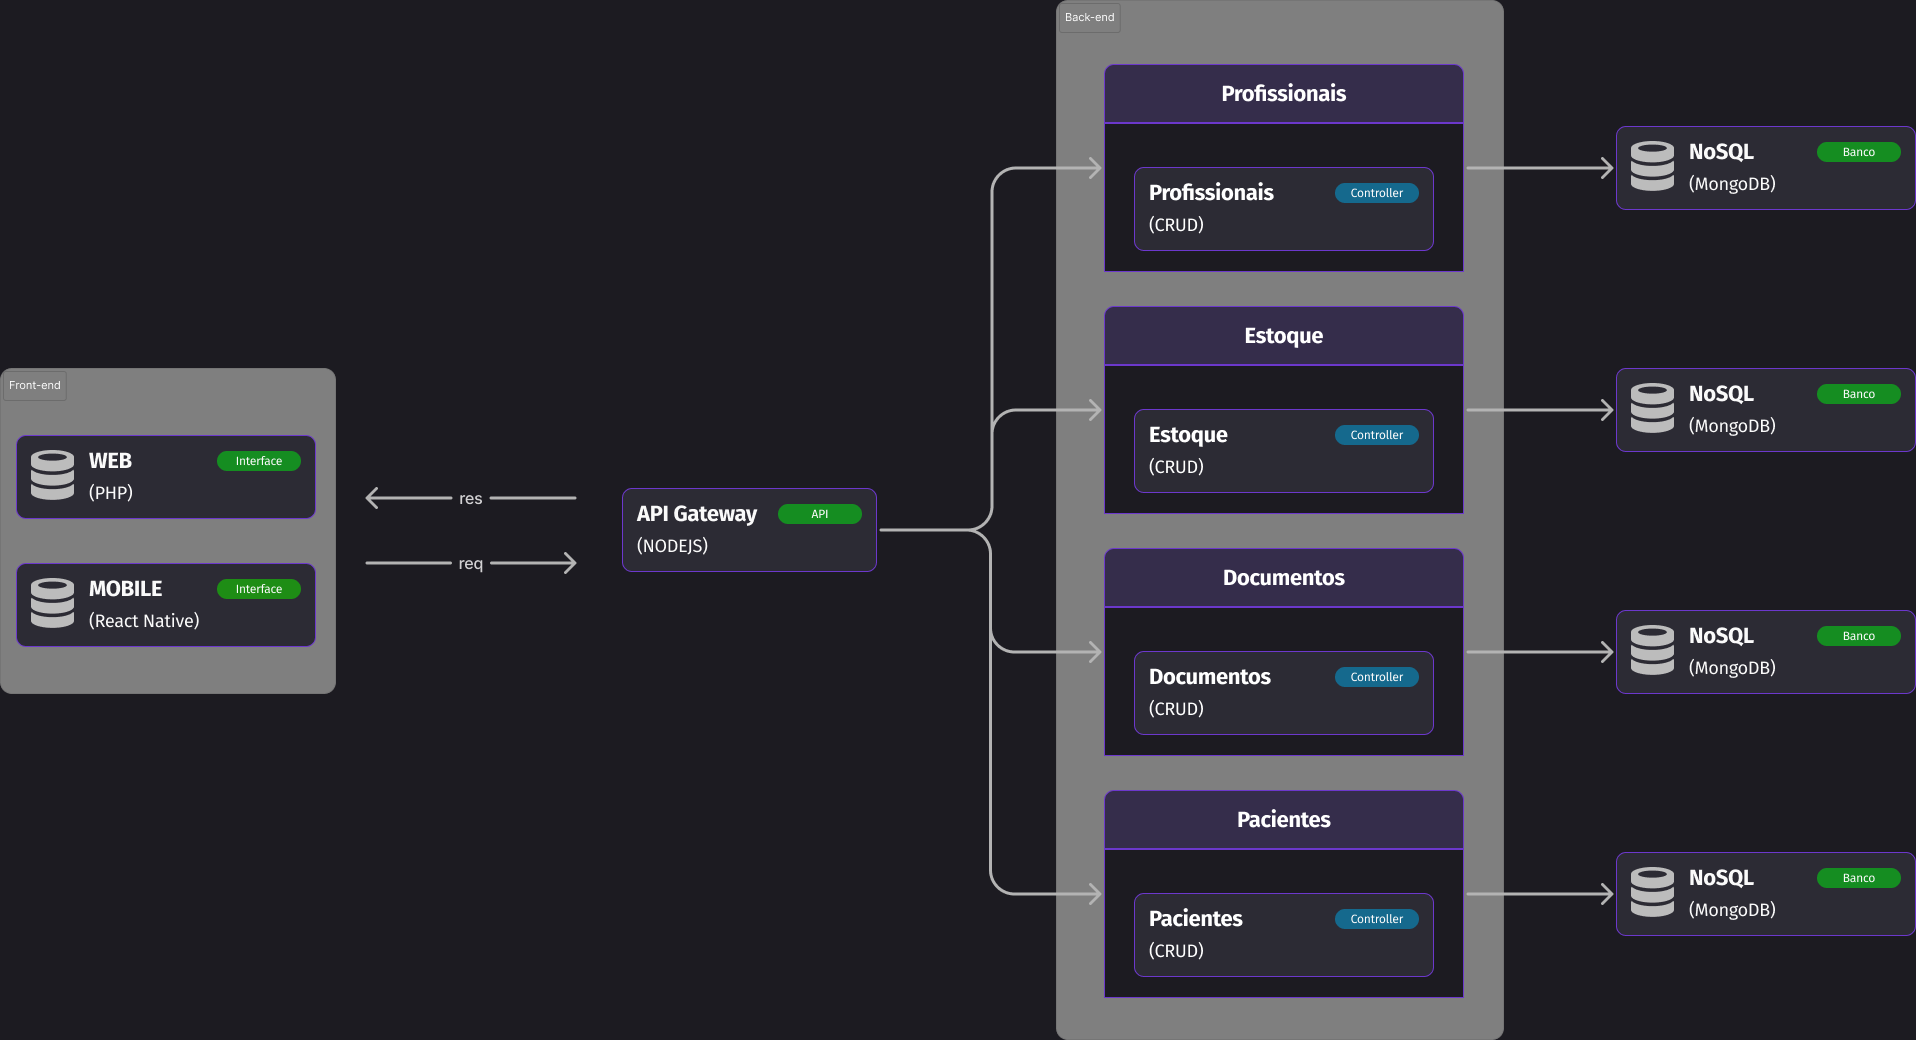 Front-end
WEB
Interface
(PHP)
MOBILE
Interface
(React Native)
res
req
API Gateway
API
(NODEJS)
Back-end
Profissionais
Profissionais
Controller
(CRUD)
Estoque
Estoque
Controller
(CRUD)
Documentos
Documentos
Controller
(CRUD)
Pacientes
Pacientes
Controller
(CRUD)
NoSQL
Banco
(MongoDB)
NoSQL
Banco
(MongoDB)
NoSQL
Banco
(MongoDB)
NoSQL
Banco
(MongoDB)